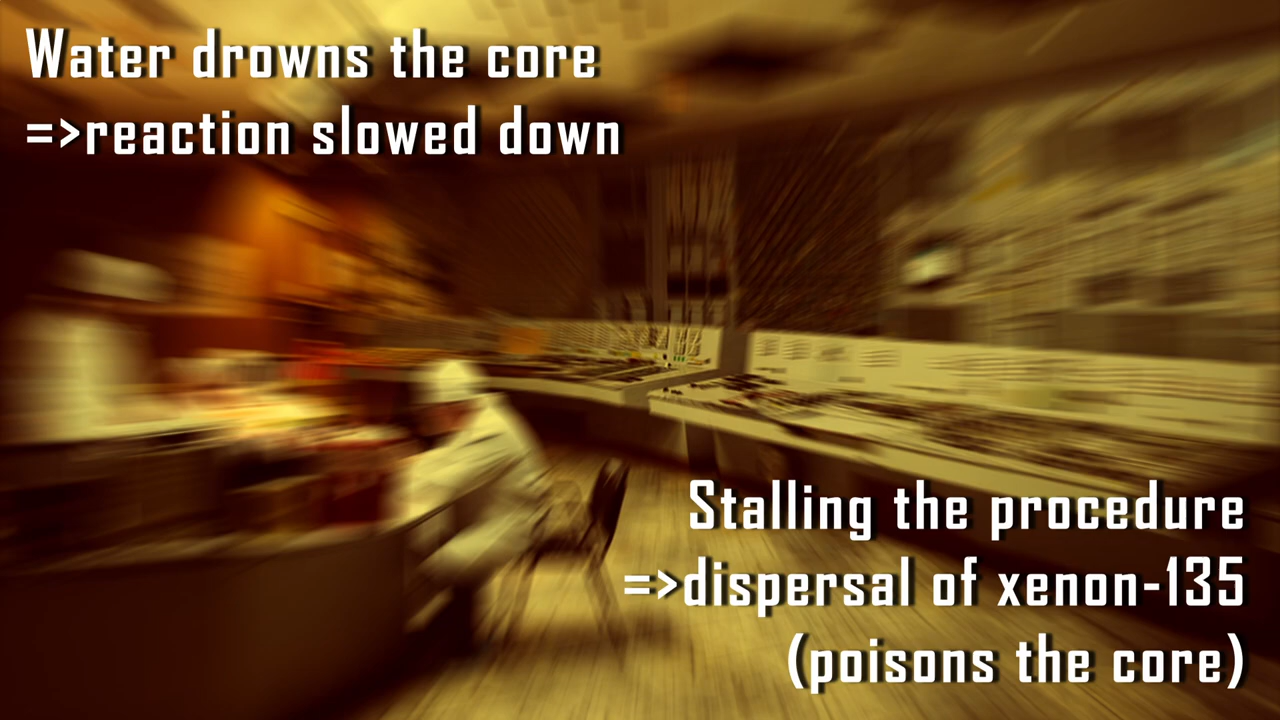 Water drowns the core
=>reaction slowed down
Stalling the procedure
=>dispersal of xenon-135
(poisons the core)